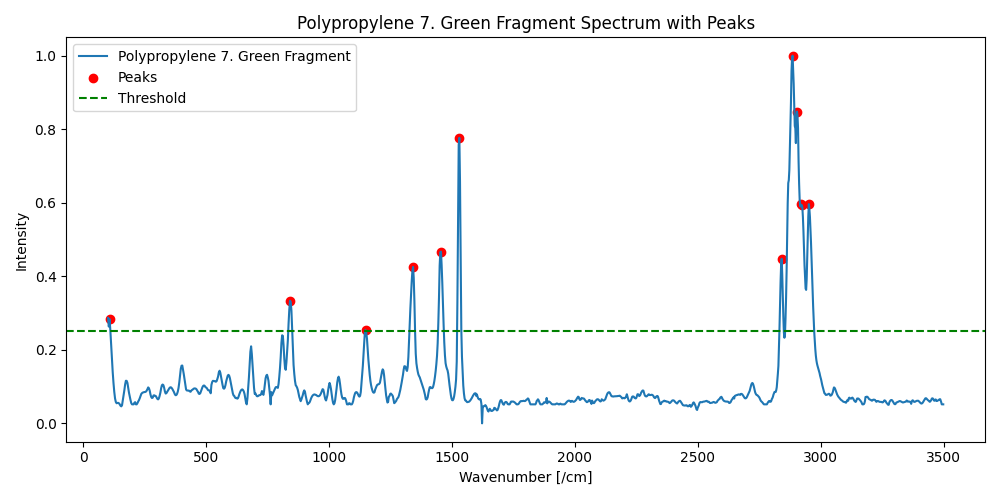 Polypropylene 7. Green Fragment Spectrum with Peaks
Polypropylene 7. Green Fragment
Peaks
Threshold
1.0
0.8
0.6
0.4
0.2
0.0
Intensity
0 500 1000 1500 2000 2500 3000 3500
Wavenumber [/cm]